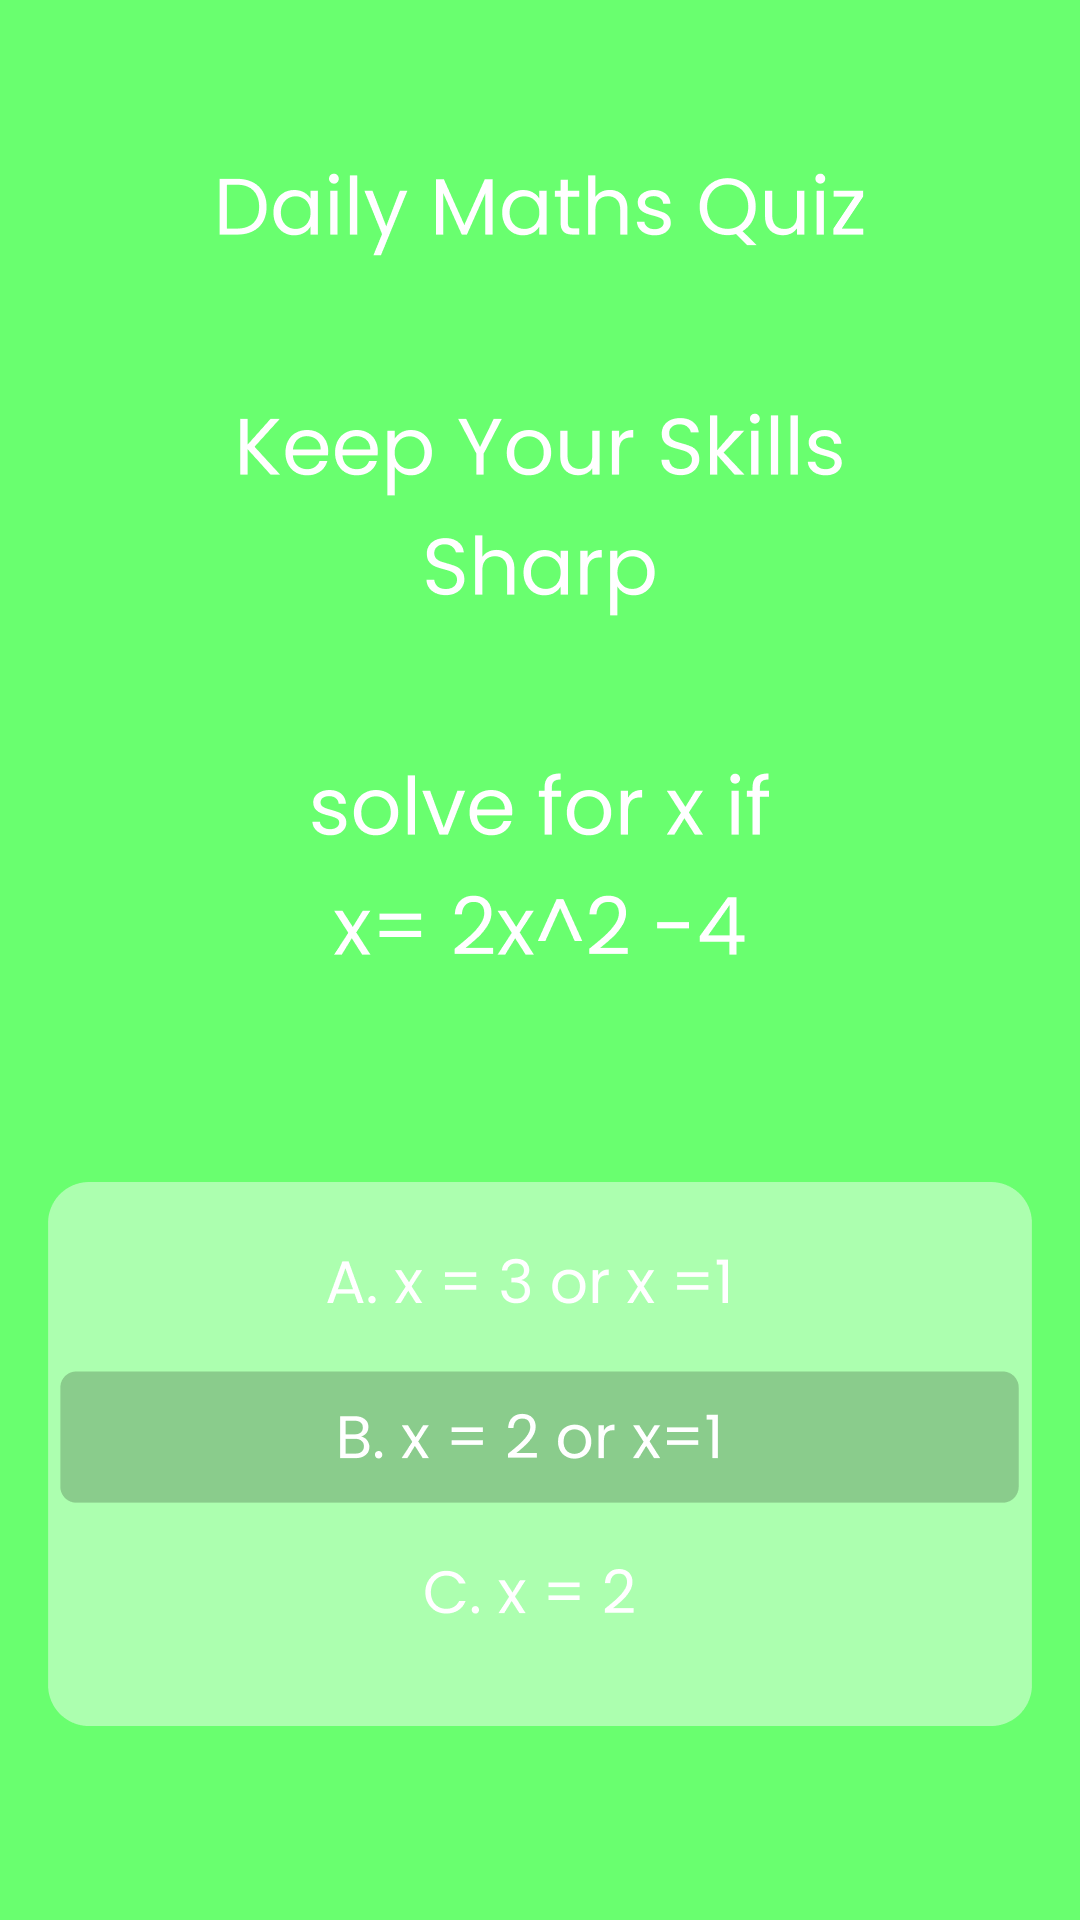 Daily Maths Quiz
Keep Your Skills
Sharp
solve for x if
x= 2x^2 -4
A. x = 3 or x =1
B. x = 2 or x=1
C. x = 2